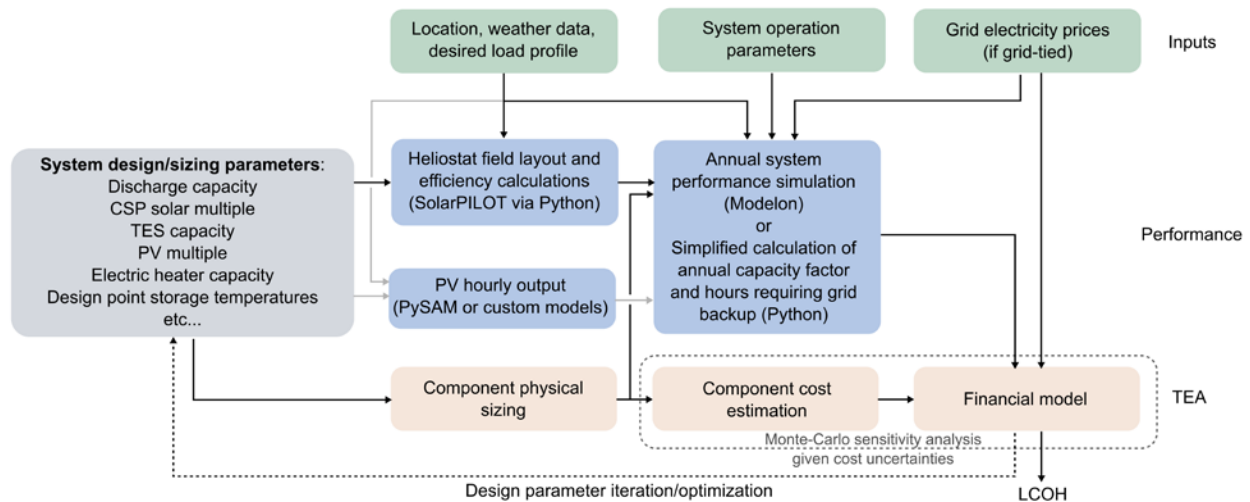 Location, weather data,
desired load profile
System operation
parameters
Grid electricity prices
(if grid-tied)
Inputs
System design/sizing parameters:
Discharge capacity
CSP solar multiple
TES capacity
PV multiple
Electric heater capacity
Design point storage temperatures
etc...
Heliostat field layout and
efficiency calculations
(SolarPILOT via Python)
Annual system
performance simulation
(Modelon)
or
Simplified calculation of
annual capacity factor
and hours requiring grid
backup (Python)
Performance
PV hourly output
(PySAM or custom models)
Component physical
sizing
Component cost
estimation
Financial model
TEA
Monte-Carlo sensitivity analysis
given cost uncertainties
Design parameter iteration/optimization
LCOH